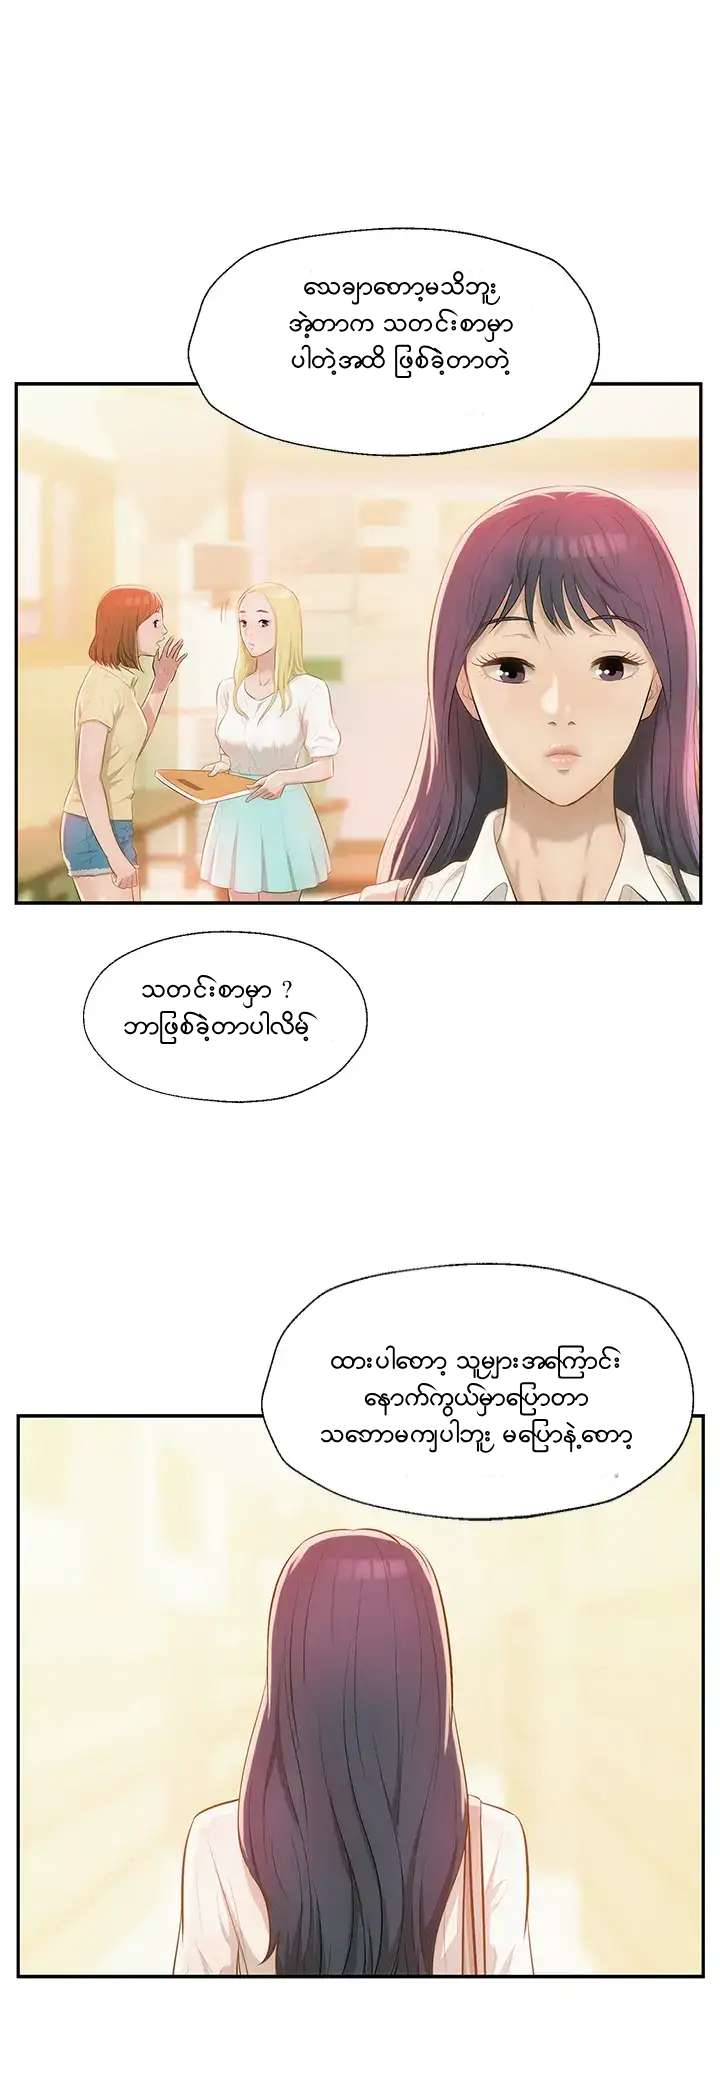 သေချာတော့မသိဘူး
အဲ့တာက သတင်းစာမှာ
ပါတဲ့အထိ ဖြစ်ခဲ့တာတဲ့
သတင်းစာမှာ ?
ဘာဖြစ်ခဲ့တာပါလိမ့်
ထားပါတော့ သူများအကြောင်း
နောက်ကွယ်မှာပြောတာ
သဘောမကျပါဘူး မပြောနဲ့တော့